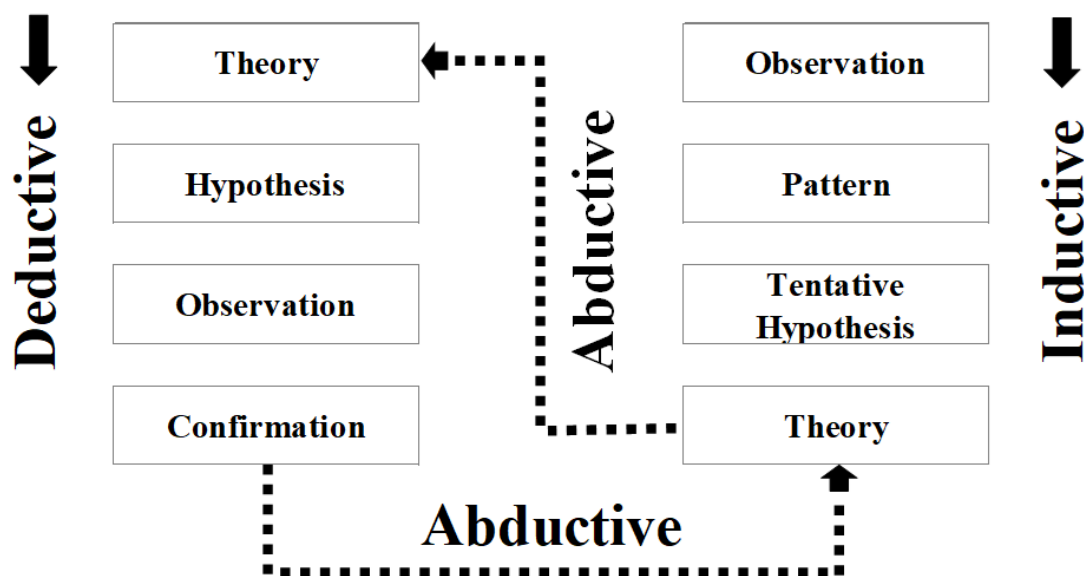 Deductive
Theory
Hypothesis
Observation
Confirmation
Abductive
Abductive
Observation
Pattern
Tentative
Hypothesis
Theory
Inductive